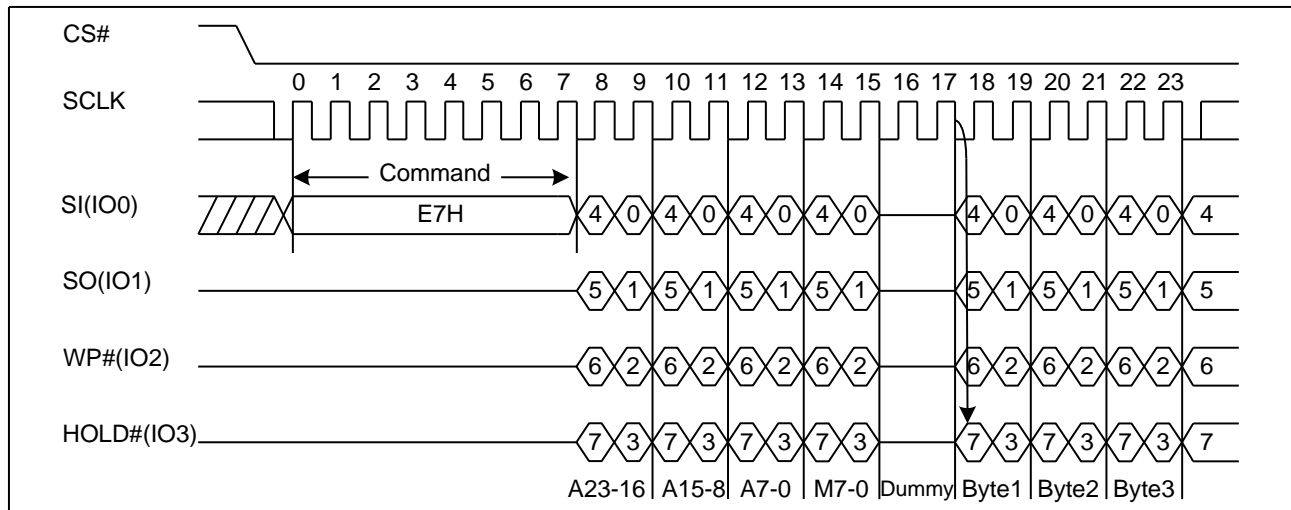 CS#
0 1 2 3 4 5 6 7 8 9 10 11 12 13 14 15 16 17 18 19 20 21 22 23
SCLK
Command
SI(IO0) E7H 4 0 4 0 4 0 4 0 4 0 4 0 4 0 4
SO(IO1) 5 1 5 1 5 1 5 1 5 1 5 1 5 1 5
WP#(IO2) 6 2 6 2 6 2 6 2 6 2 6 2 6 2 6
HOLD#(IO3) 7 3 7 3 7 3 7 3 7 3 7 3 7 3 7
A23-16 A15-8 A7-0 M7-0 Dummy Byte1 Byte2 Byte3